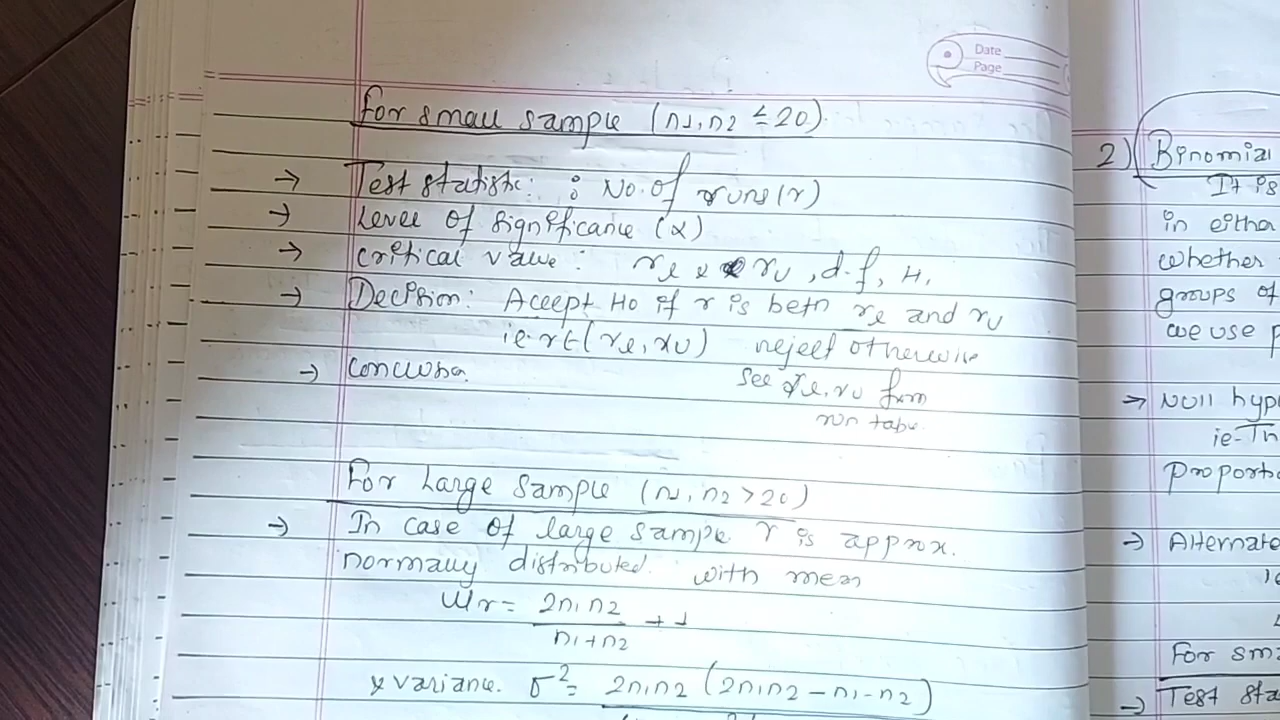 Date
Page
For small sample (n1, n2 ≤ 20)
→ Test statistic: : No. of runs (r)
→ Level of significance (α)
→ critical value: rl & ru, d.f, H1
→ Decision: Accept Ho if r is betn rl and ru
ie. r ∈ (rl, ru) reject otherwise
→ Conclusion.
See rl, ru from
run table.
For Large Sample (n1, n2 > 20)
→ In case of large sample r is approx.
normally distributed. with mean
μr = 2n1n2 / n1+n2 + 1
& variance. σ² = 2n1n2 (2n1n2 - n1 - n2)
2) Binomial
It is
in either
whether
groups of
we use p
→ Null hyp
ie- Th
proporti
→ Alternate
For sm
→ Test sta